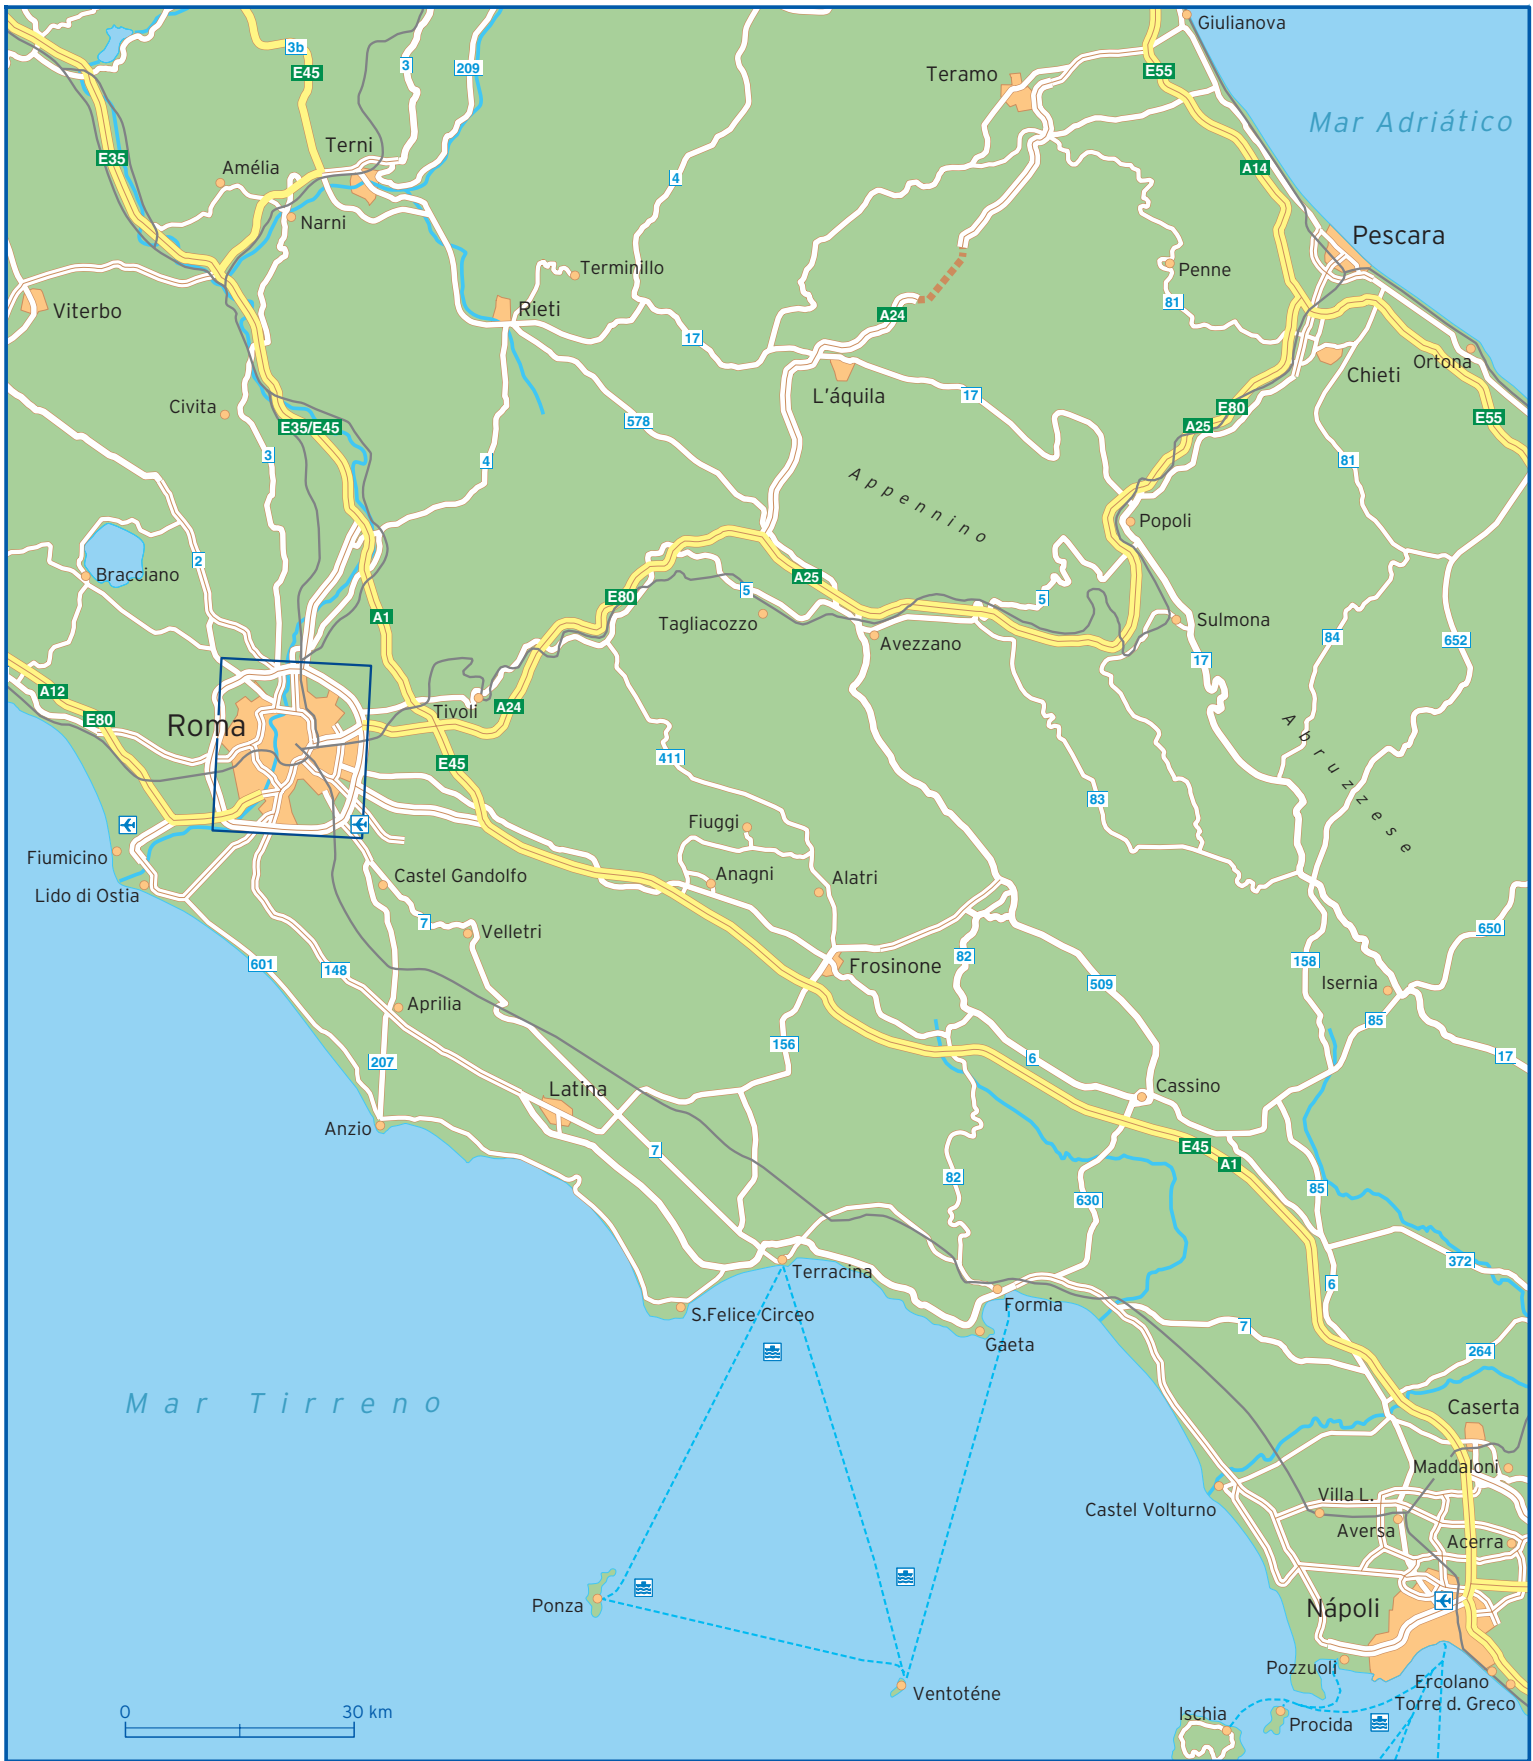 Giulianova
3b
E45
3
209
Teramo
E55
Mar Adriático
Terni
E35
Amélia
A14
4
Narni
Pescara
Terminillo
Penne
Viterbo
Rieti
81
A24
17
Ortona
Chieti
L'áquila
17
Civita
E80
E35/E45
578
A25
E55
3
4
81
Appennino
Popoli
2
Bracciano
A25
5
E80
5
A1
Tagliacozzo
Sulmona
Avezzano
84
652
17
A12
Tivoli
A24
E80
Roma
Abruzzese
411
E45
83
Fiuggi
Fiumicino
Castel Gandolfo
Anagni
Alatri
Lido di Ostia
7
Velletri
650
601
148
Frosinone
82
158
509
Isernia
Aprilia
85
156
6
17
207
Latina
Cassino
Anzio
7
E45
A1
82
85
630
372
Terracina
6
Formia
S.Felice Circeo
7
Gaeta
264
Mar Tirreno
Caserta
Maddaloni
Villa L.
Castel Volturno
Aversa
Acerra
Ponza
Nápoli
Pozzuoli
Ercolano
Ventoténe
Torre d. Greco
0
30 km
Ischia
Procida